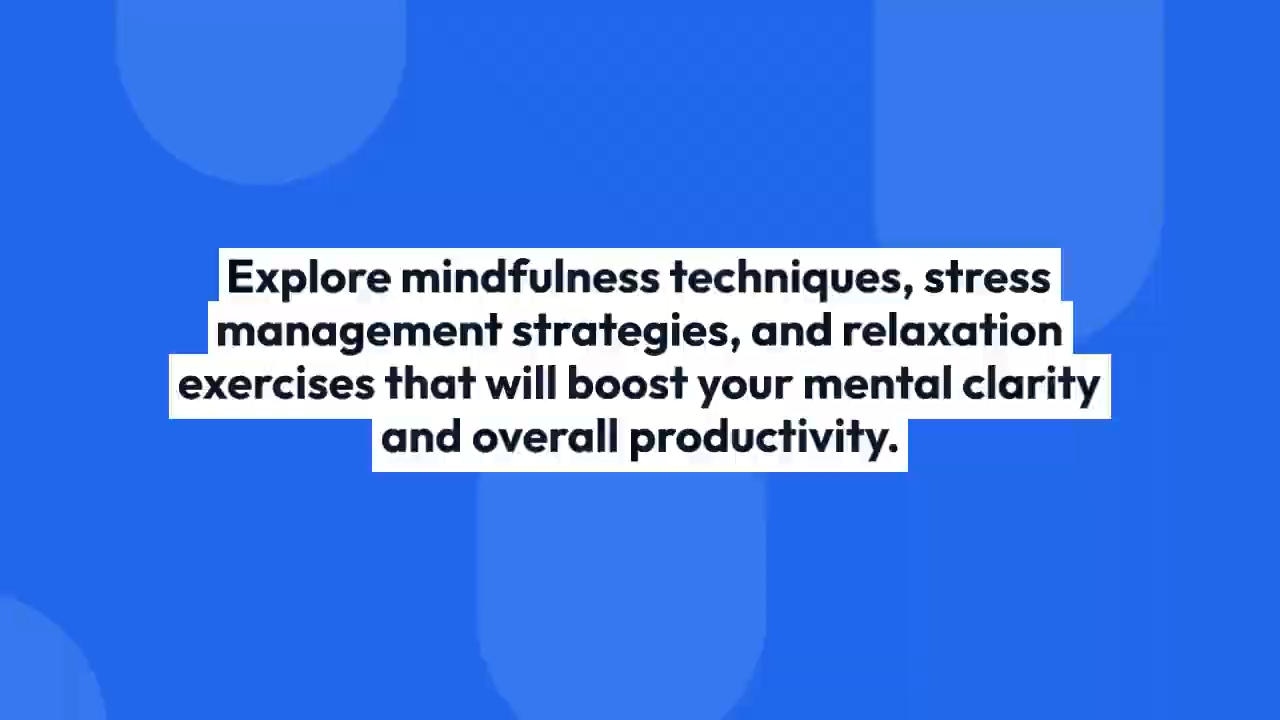 Explore mindfulness techniques, stress
management strategies, and relaxation
exercises that will boost your mental clarity
and overall productivity.